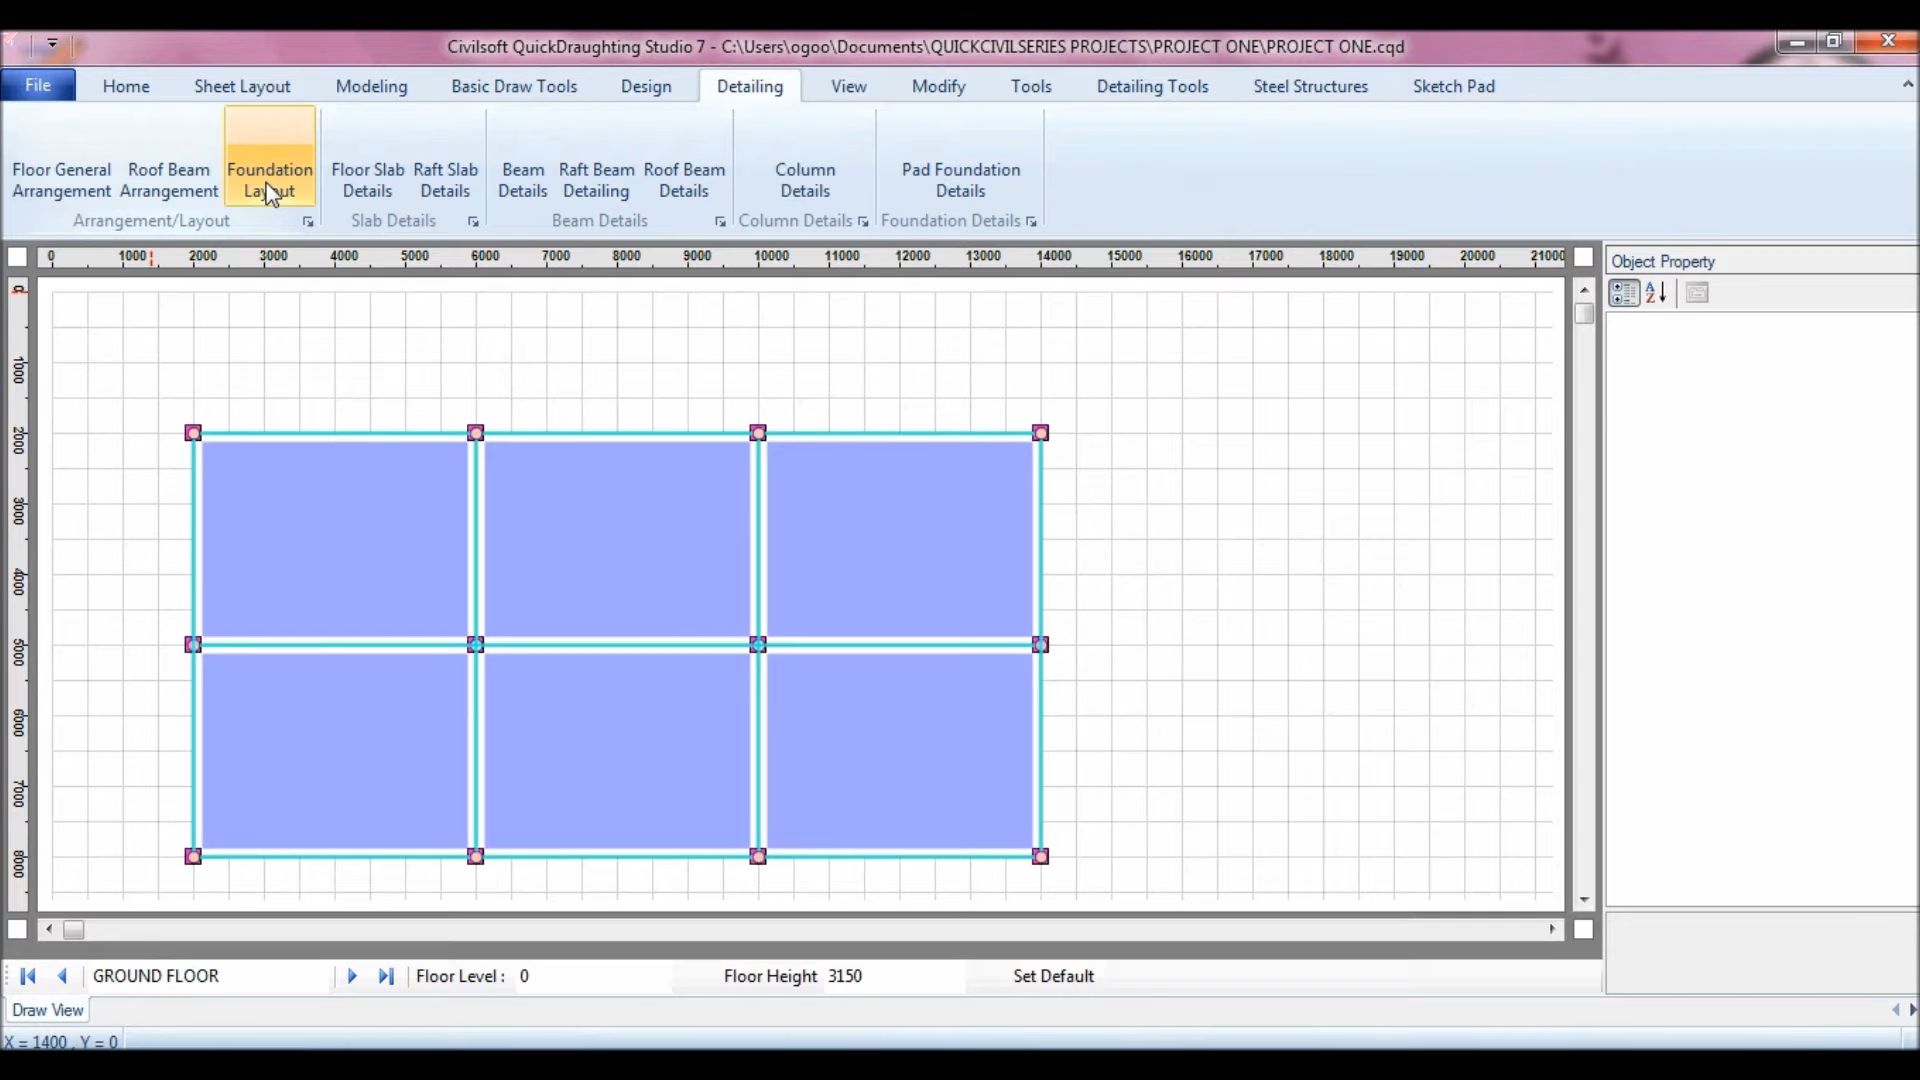 Civilsoft QuickDraughting Studio 7 - C:\Users\ogoo\Documents\QUICKCIVILSERIES PROJECTS\PROJECT ONE\PROJECT ONE.cqd
File Home Sheet Layout Modeling Basic Draw Tools Design Detailing View Modify Tools Detailing Tools Steel Structures Sketch Pad
Floor General Roof Beam Foundation Floor Slab Raft Slab Beam Raft Beam Roof Beam Column Pad Foundation
Arrangement Arrangement Layout Details Details Details Detailing Details Details Details
Arrangement/Layout Slab Details Beam Details Column Details Foundation Details
0 1000 2000 3000 4000 5000 6000 7000 8000 9000 10000 11000 12000 13000 14000 15000 16000 17000 18000 19000 20000 21000
Object Property
0
1000
2000
3000
4000
5000
6000
7000
8000
GROUND FLOOR Floor Level : 0 Floor Height 3150 Set Default
Draw View
X = 1400 , Y = 0